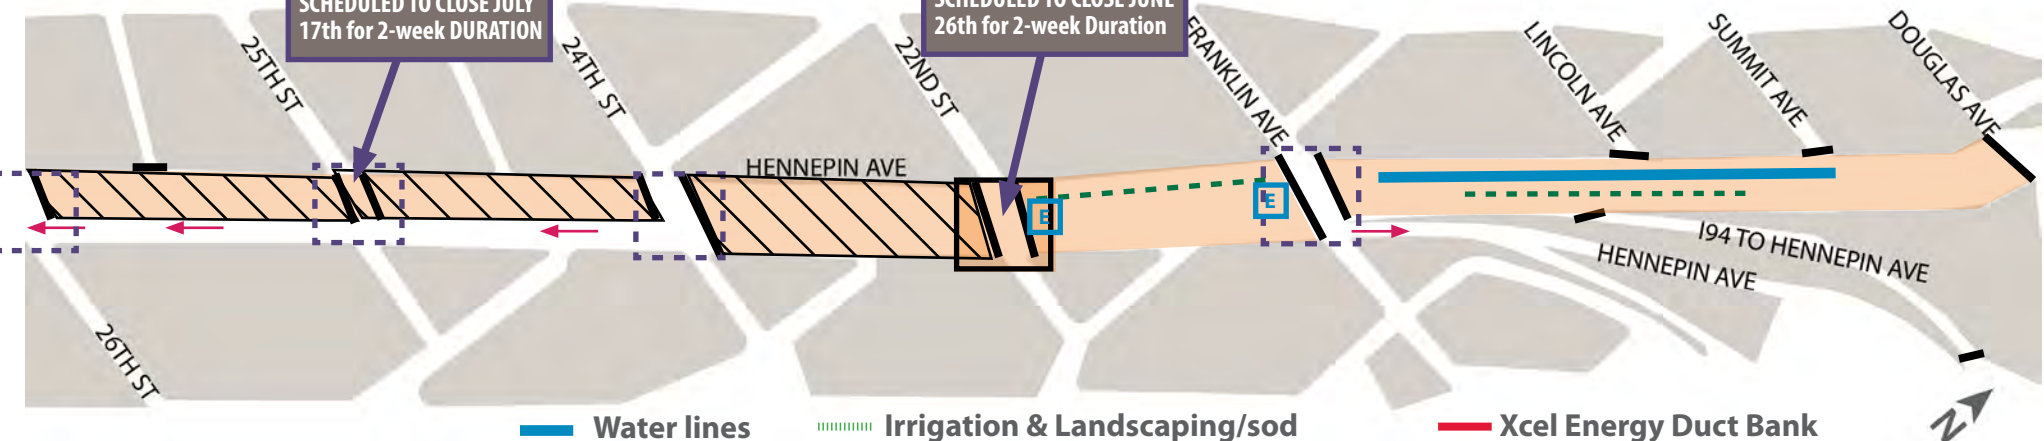 SCHEDULED TO CLOSE JULY
17th for 2-week DURATION
SCHEDULED TO CLOSE JUNE
26th for 2-week Duration
25TH ST
24TH ST
22ND ST
FRANKLIN AVE
LINCOLN AVE
SUMMIT AVE
DOUGLAS AVE
HENNEPIN AVE
E
E
I94 TO HENNEPIN AVE
HENNEPIN AVE
26TH ST
N
Water lines
Irrigation & Landscaping/sod
Xcel Energy Duct Bank